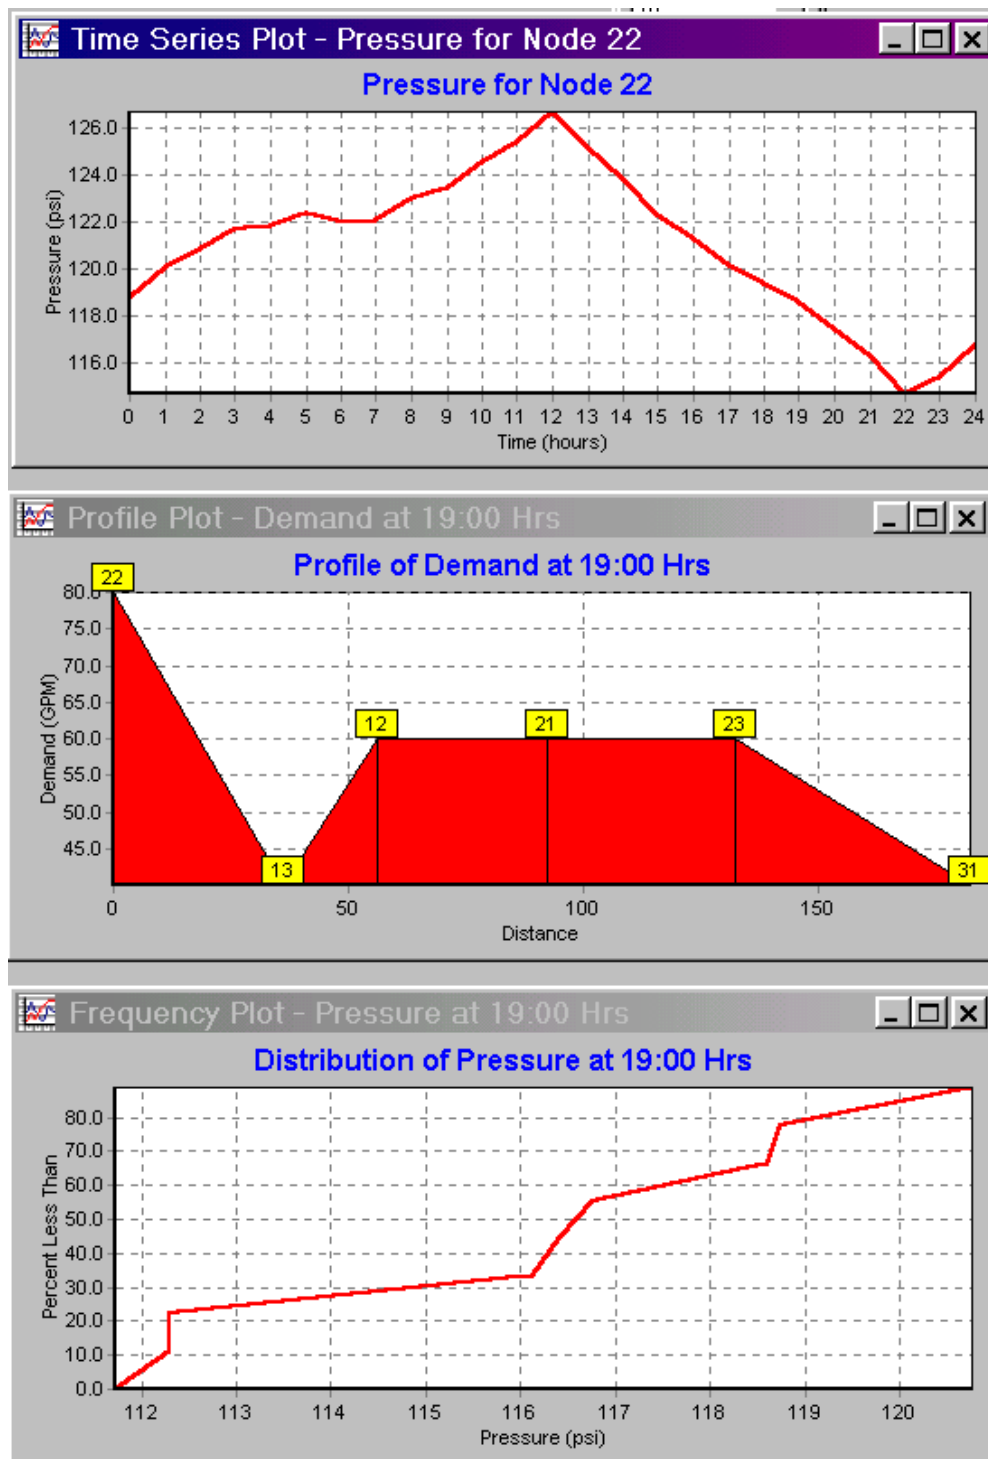 Time Series Plot - Pressure for Node 22
Pressure for Node 22
126.0
124.0
122.0
120.0
118.0
116.0
Pressure (psi)
0 1 2 3 4 5 6 7 8 9 10 11 12 13 14 15 16 17 18 19 20 21 22 23 24
Time (hours)
Profile Plot - Demand at 19:00 Hrs
Profile of Demand at 19:00 Hrs
22
80.0
75.0
70.0
65.0
60.0
55.0
50.0
45.0
Demand (GPM)
12 21 23
13 31
0 50 100 150
Distance
Frequency Plot - Pressure at 19:00 Hrs
Distribution of Pressure at 19:00 Hrs
80.0
70.0
60.0
50.0
40.0
30.0
20.0
10.0
0.0
Percent Less Than
112 113 114 115 116 117 118 119 120
Pressure (psi)